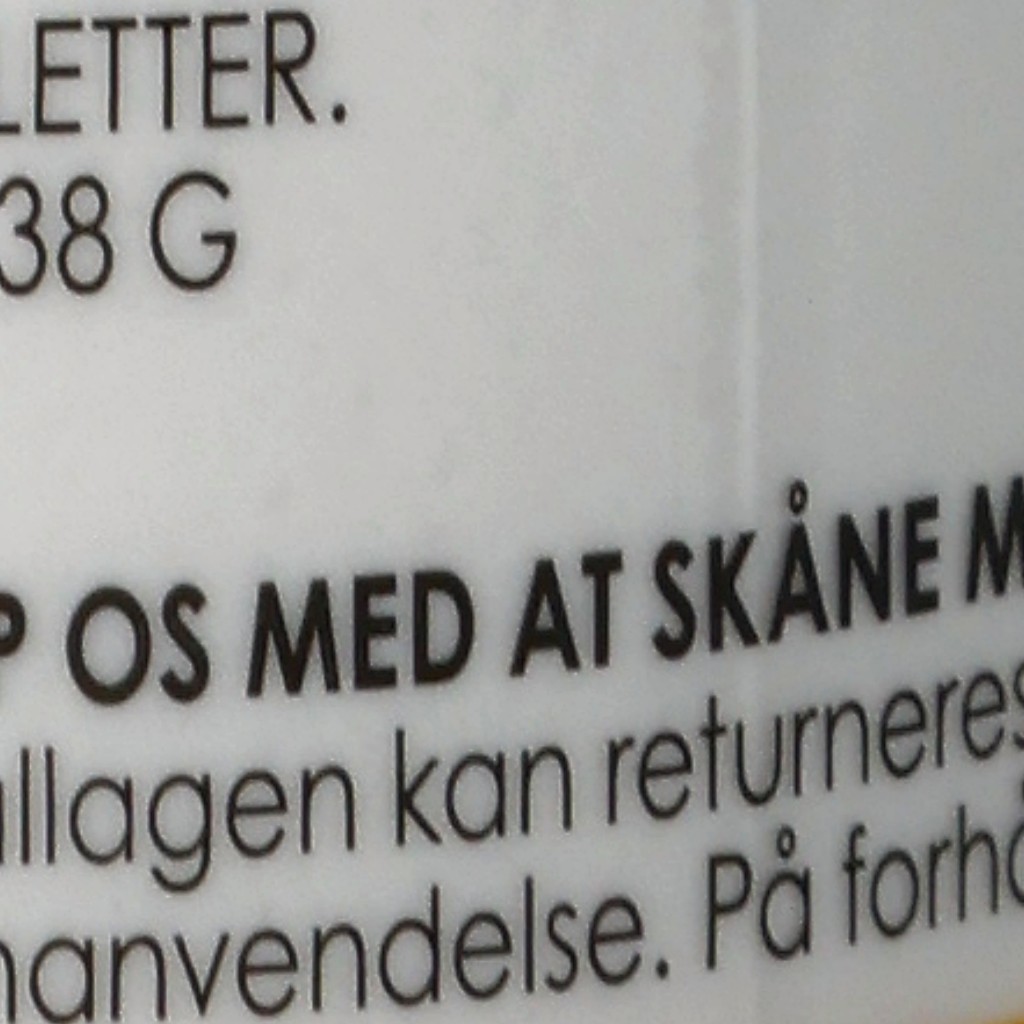 LETTER.
38 G
P OS MED AT SKÅNE M
llagen kan returneres
anvendelse. På forh